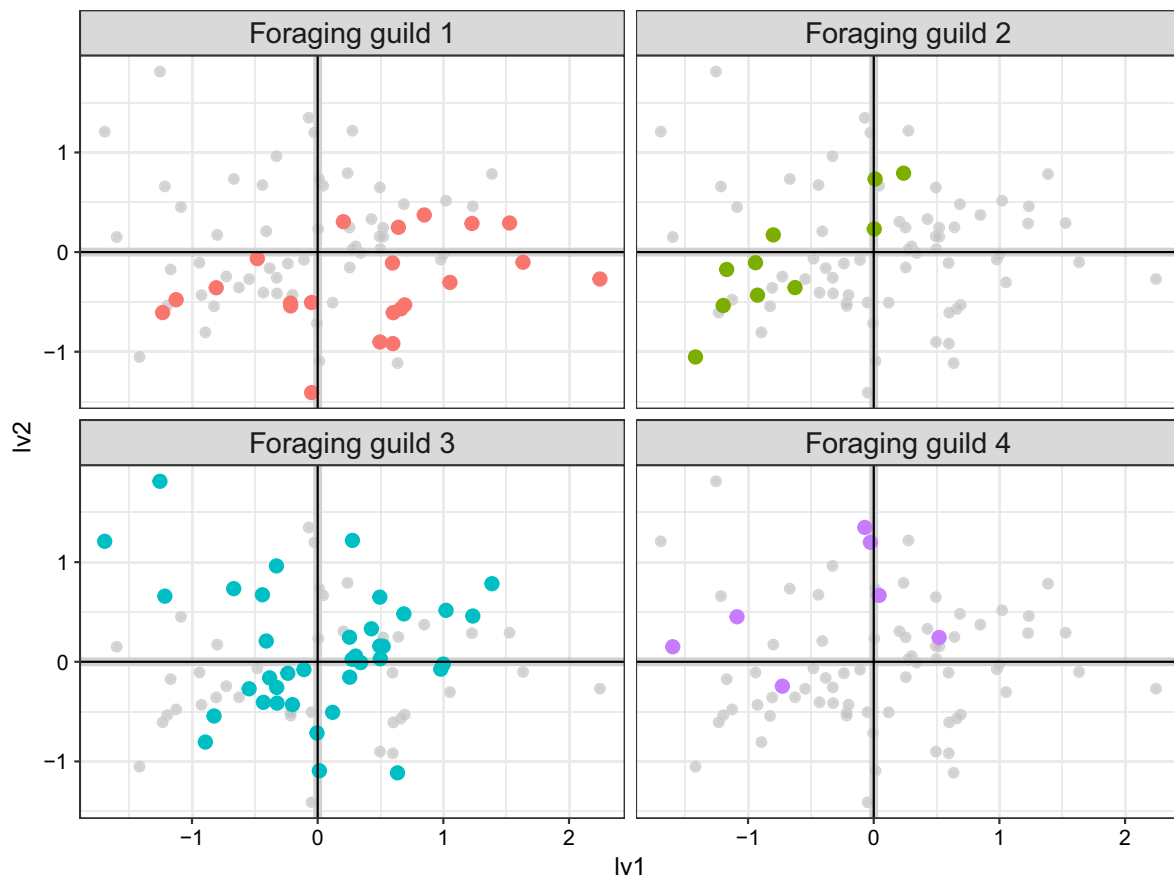 Foraging guild 1
Foraging guild 2
1
0
−1
Foraging guild 3
Foraging guild 4
1
0
−1
−1 0 1 2
−1 0 1 2
lv2
lv1